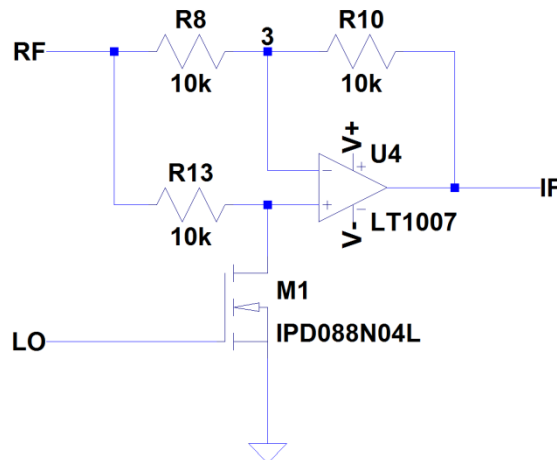 R8
R10
RF
3
10k
10k
V+
U4
R13
+
−
+
−
IF
10k
V-
LT1007
M1
LO
IPD088N04L